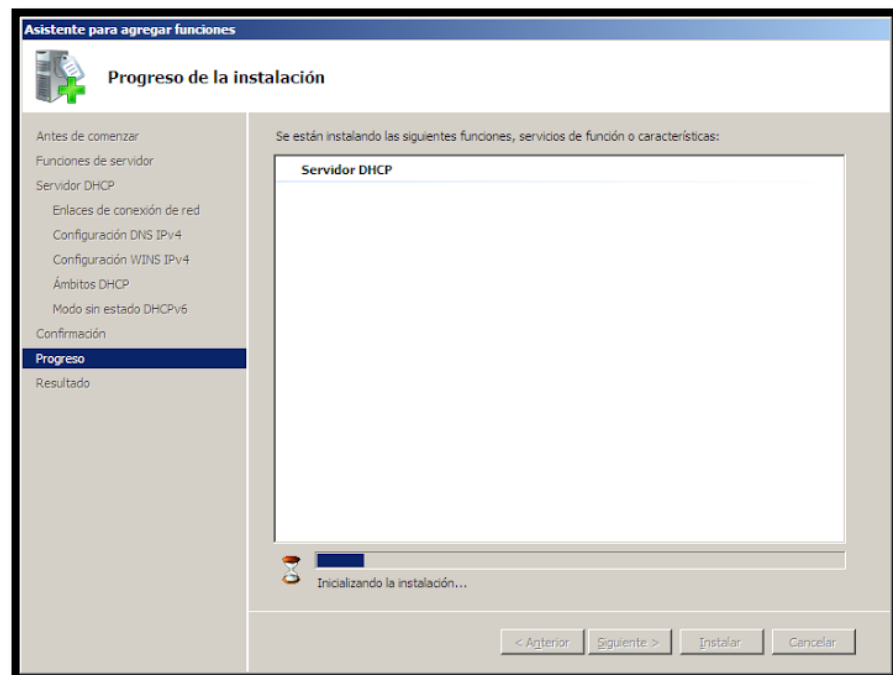 Asistente para agregar funciones
Progreso de la instalación
Antes de comenzar
Funciones de servidor
Servidor DHCP
Enlaces de conexión de red
Configuración DNS IPv4
Configuración WINS IPv4
Ámbitos DHCP
Modo sin estado DHCPv6
Confirmación
Progreso
Resultado
Se están instalando las siguientes funciones, servicios de función o características:
Servidor DHCP
Inicializando la instalación...
< Anterior
Siguiente >
Instalar
Cancelar